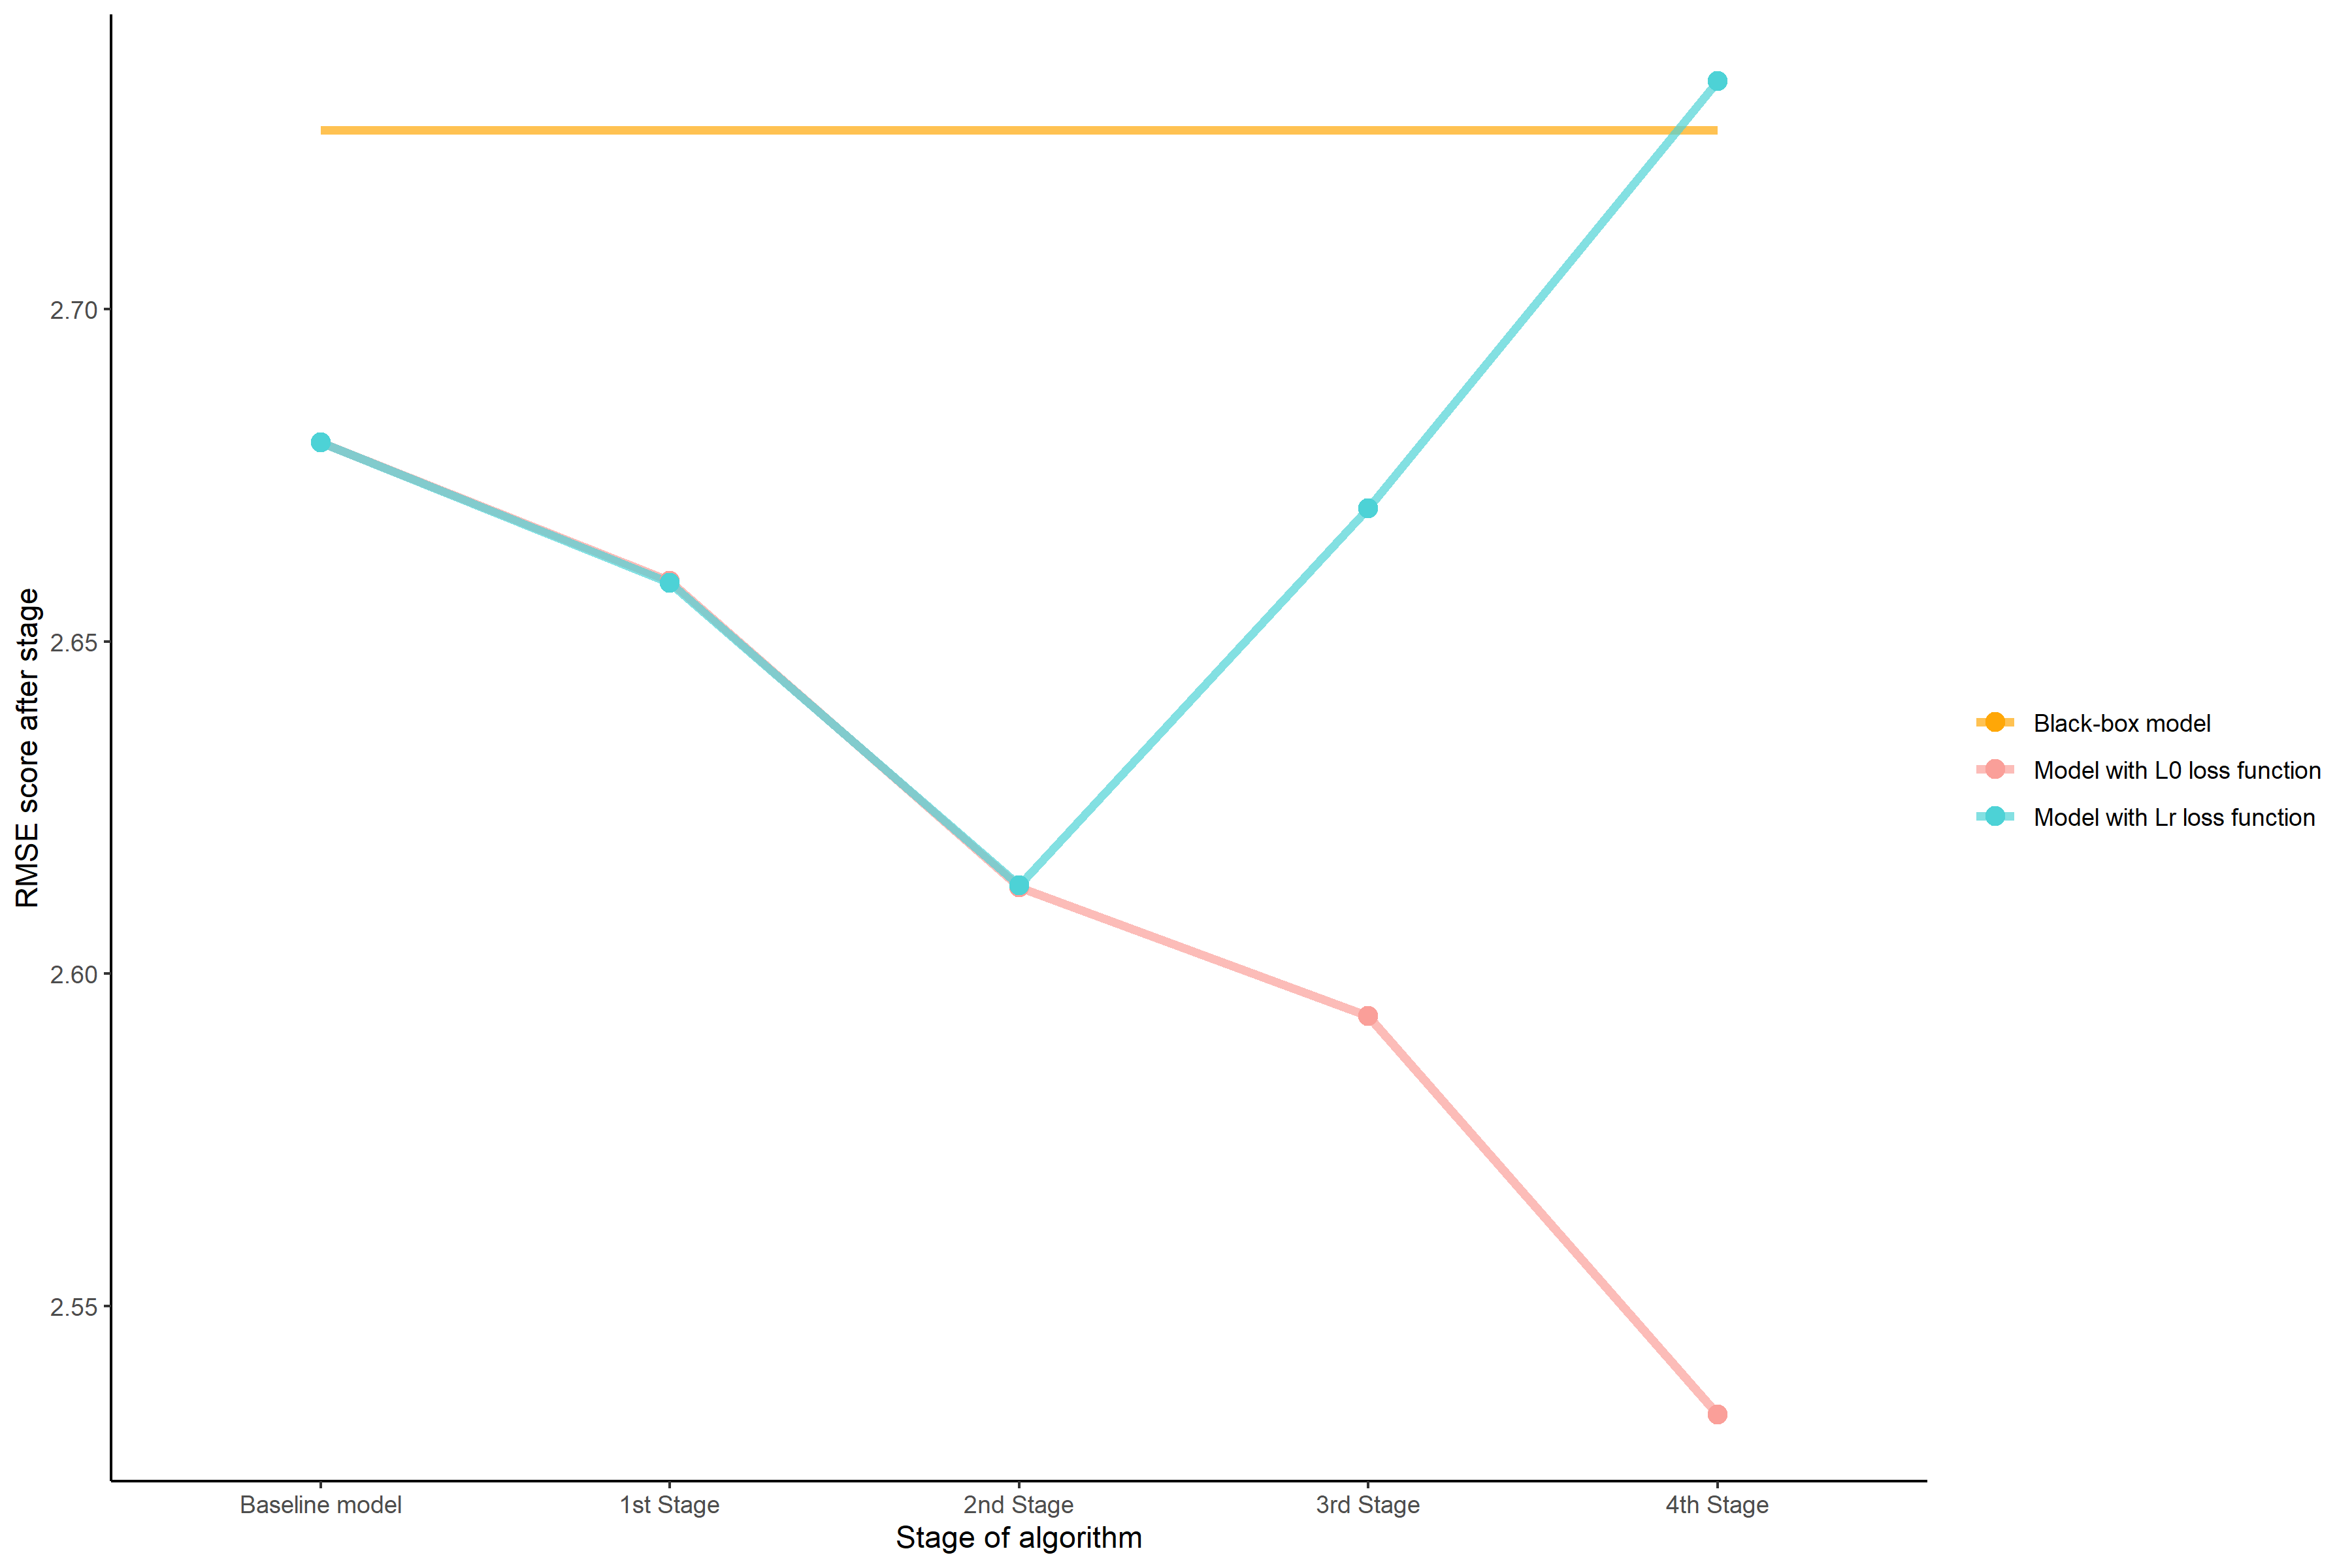 RMSE score after stage
2.70
2.65
2.60
2.55
Baseline model
1st Stage
2nd Stage
3rd Stage
4th Stage
Stage of algorithm
Black-box model
Model with L0 loss function
Model with Lr loss function